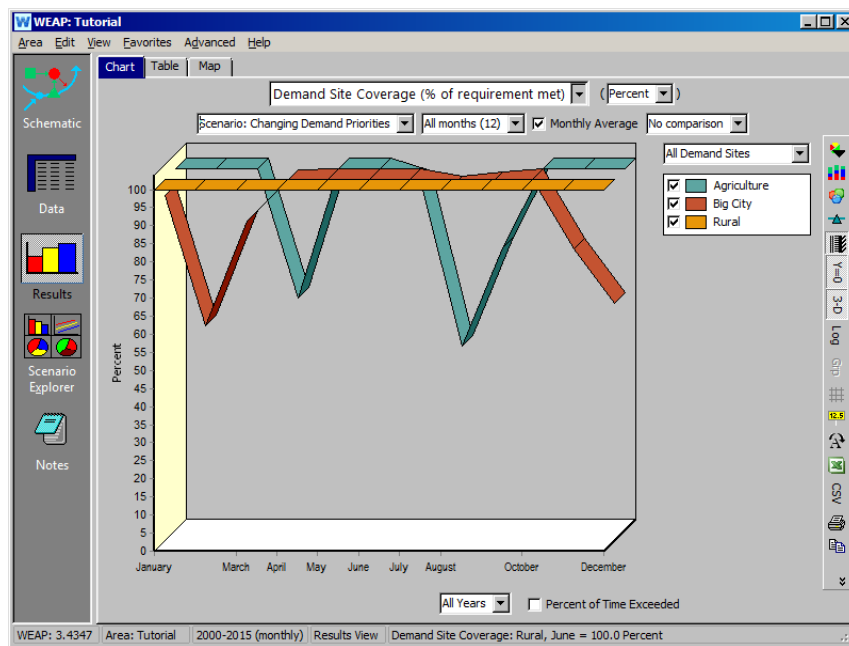 WEAP: Tutorial
Area Edit View Favorites Advanced Help
Chart Table Map
Demand Site Coverage (% of requirement met) (Percent)
Scenario: Changing Demand Priorities All months (12) Monthly Average No comparison
All Demand Sites
Agriculture
Big City
Rural
Schematic
Data
Results
Scenario
Explorer
Notes
Percent
100
95
90
85
80
75
70
65
60
55
50
45
40
35
30
25
20
15
10
5
0
January March April May June July August October December
All Years Percent of Time Exceeded
Y=0
3-D
Log
Grp
12.5
A
CSV
WEAP: 3.4347 Area: Tutorial 2000-2015 (monthly) Results View Demand Site Coverage: Rural, June = 100.0 Percent